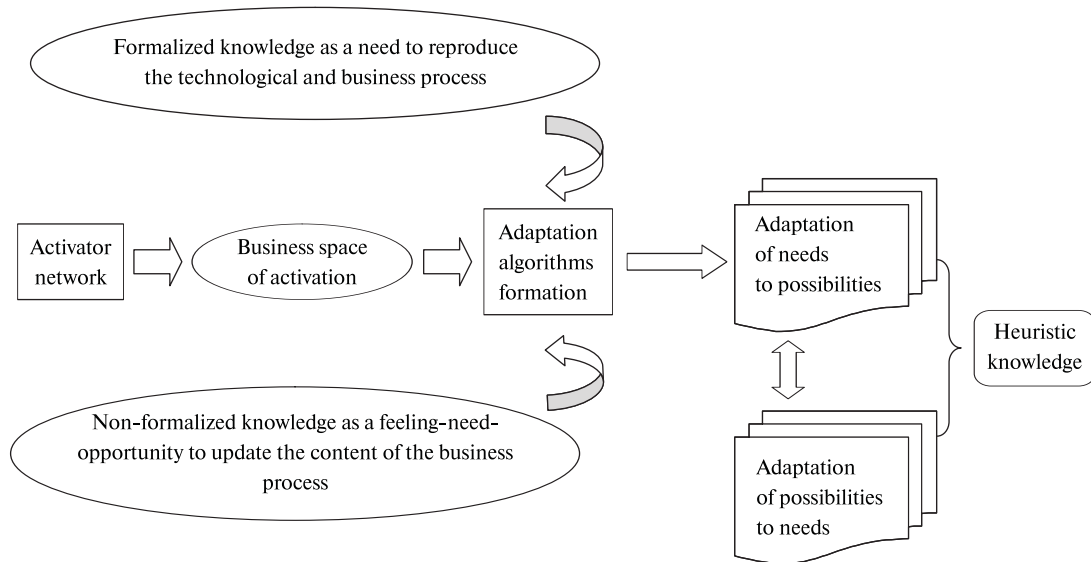 Formalized knowledge as a need to reproduce
the technological and business process
Activator
network
Business space
of activation
Adaptation
algorithms
formation
Adaptation
of needs
to possibilities
Heuristic
knowledge
Non-formalized knowledge as a feeling-need-
opportunity to update the content of the business
process
Adaptation
of possibilities
to needs